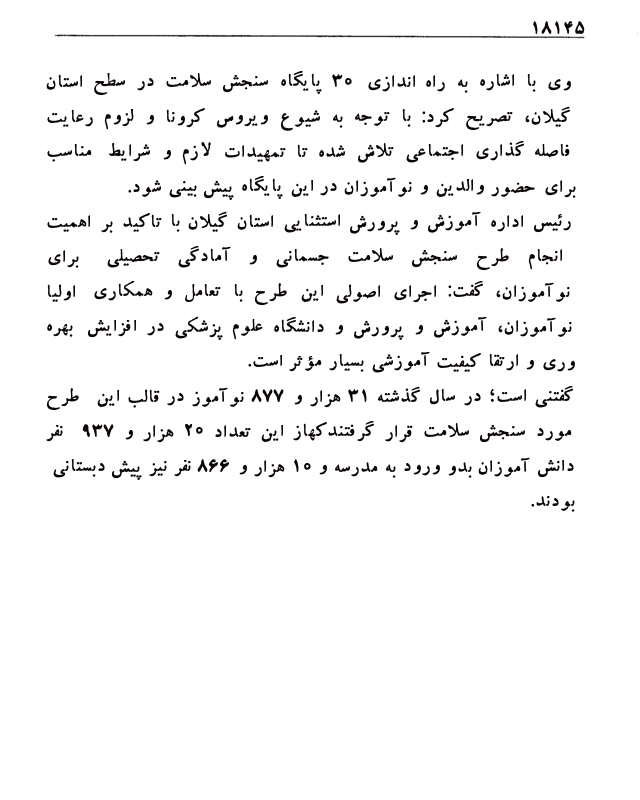 ۱۸۱۴۵
وی با اشاره به راه اندازی ۳۰ پایگاه سنجش سلامت در سطح استان
گیلان، تصریح کرد: با توجه به شیوع ویروس کرونا و لزوم رعایت
فاصله گذاری اجتماعی تلاش شده تا تمهیدات لازم و شرایط مناسب
برای حضور والدین و نوآموزان در این پایگاه پیش بینی شود.
رئیس اداره آموزش و پرورش استثنایی استان گیلان با تاکید بر اهمیت
انجام طرح سنجش سلامت جسمانی و آمادگی تحصیلی برای
نوآموزان، گفت: اجرای اصولی این طرح با تعامل و همکاری اولیا
نوآموزان، آموزش و پرورش و دانشگاه علوم پزشکی در افزایش بهره
وری و ارتقا کیفیت آموزشی بسیار مؤثر است.
گفتنی است؛ در سال گذشته ۳۱ هزار و ۸۷۷ نوآموز در قالب این طرح
مورد سنجش سلامت قرار گرفتندکهاز این تعداد ۲۰ هزار و ۹۳۷ نفر
دانش آموزان بدو ورود به مدرسه و ۱۰ هزار و ۸۶۶ نفر نیز پیش دبستانی
بودند.